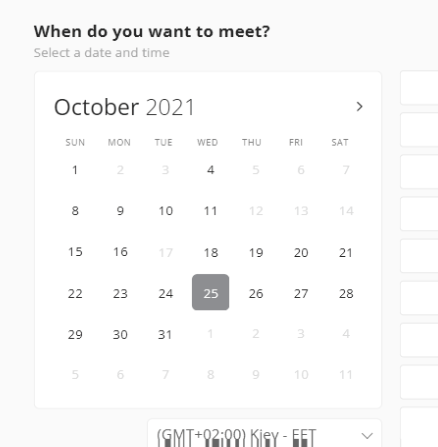 When do you want to meet?
Select a date and time
October 2021
SUN MON TUE WED THU FRI SAT
1 2 3 4 5 6 7
8 9 10 11 12 13 14
15 16 17 18 19 20 21
22 23 24 25 26 27 28
29 30 31 1 2 3 4
5 6 7 8 9 10 11
(GMT+02:00) Kiev - EET